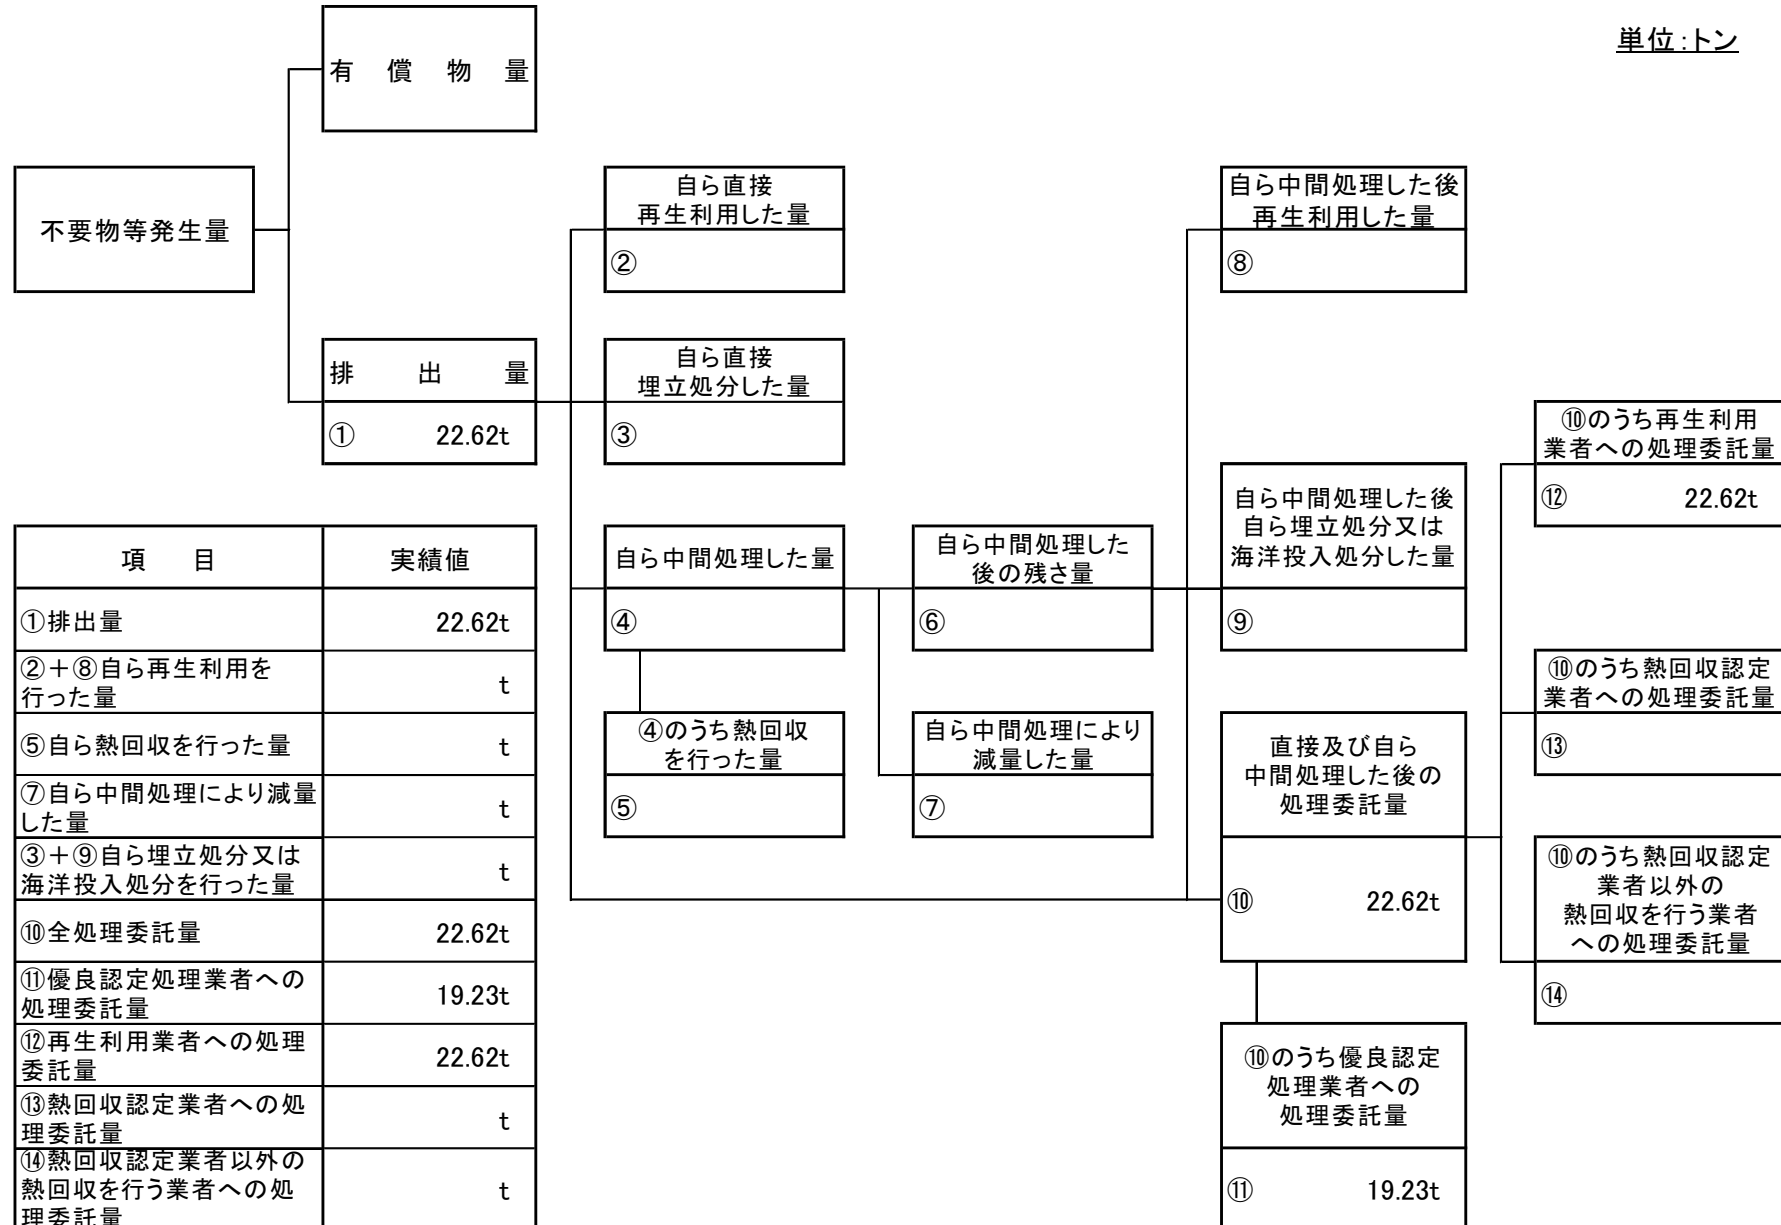 単位:トン
有償物量
不要物等発生量
自ら直接
再生利用した量
②
自ら中間処理した後
再生利用した量
⑧
排出量
① 22.62t
自ら直接
埋立処分した量
③
⑩のうち再生利用
業者への処理委託量
⑫ 22.62t
自ら中間処理した量
④
自ら中間処理した
後の残さ量
⑥
自ら中間処理した後
自ら埋立処分又は
海洋投入処分した量
⑨
④のうち熱回収
を行った量
⑤
自ら中間処理により
減量した量
⑦
直接及び自ら
中間処理した後の
処理委託量
⑩ 22.62t
⑩のうち熱回収認定
業者への処理委託量
⑬
⑩のうち熱回収認定
業者以外の
熱回収を行う業者
への処理委託量
⑭
⑩のうち優良認定
処理業者への
処理委託量
⑪ 19.23t
項目 実績値
①排出量 22.62t
②+⑧自ら再生利用を
行った量 t
⑤自ら熱回収を行った量 t
⑦自ら中間処理により減量
した量 t
③+⑨自ら埋立処分又は
海洋投入処分を行った量 t
⑩全処理委託量 22.62t
⑪優良認定処理業者への
処理委託量 19.23t
⑫再生利用業者への処理
委託量 22.62t
⑬熱回収認定業者への処
理委託量 t
⑭熱回収認定業者以外の
熱回収を行う業者への処 t
理委託量